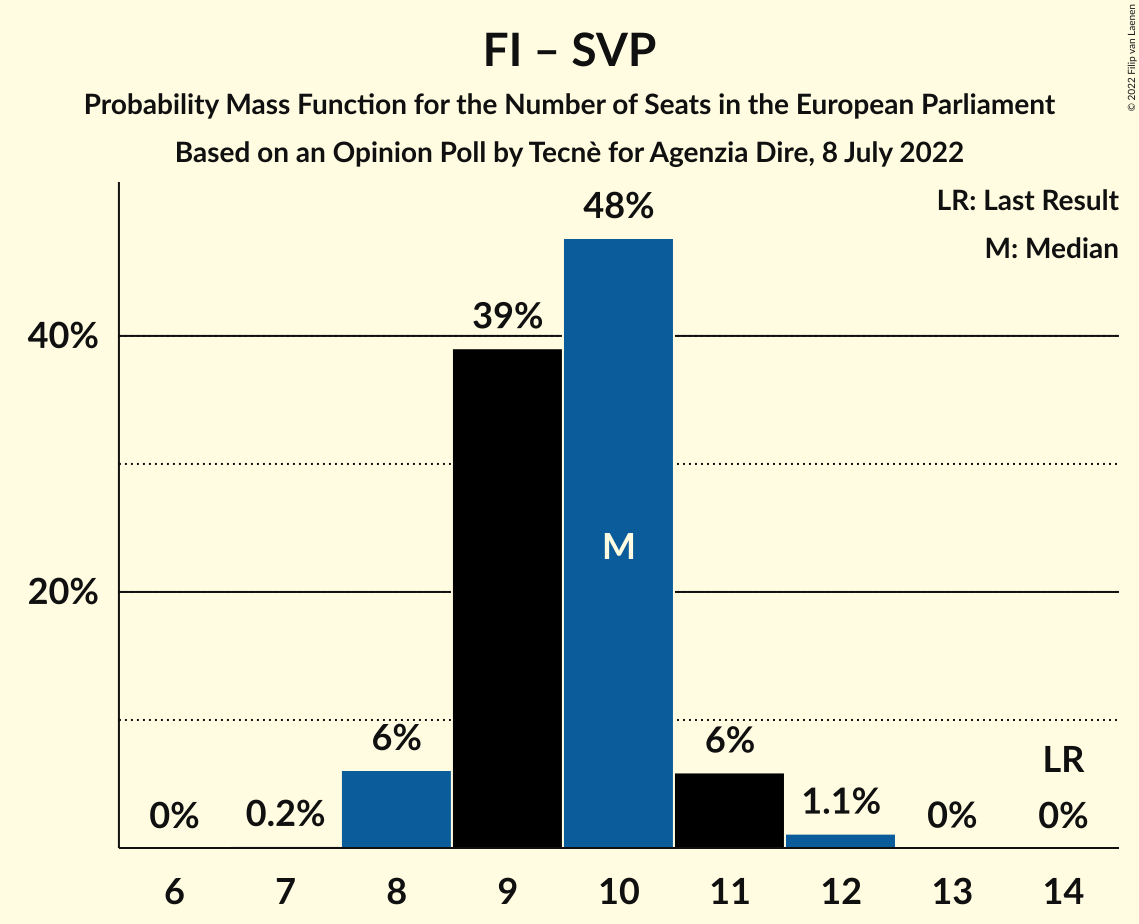 FI – SVP
Probability Mass Function for the Number of Seats in the European Parliament
Based on an Opinion Poll by Tecnè for Agenzia Dire, 8 July 2022
© 2022 Filip van Laenen
LR: Last Result
M: Median
48%
39%
40%
M
20%
6%
6%
LR
0%
0.2%
1.1%
0%
0%
6 7 8 9 10 11 12 13 14